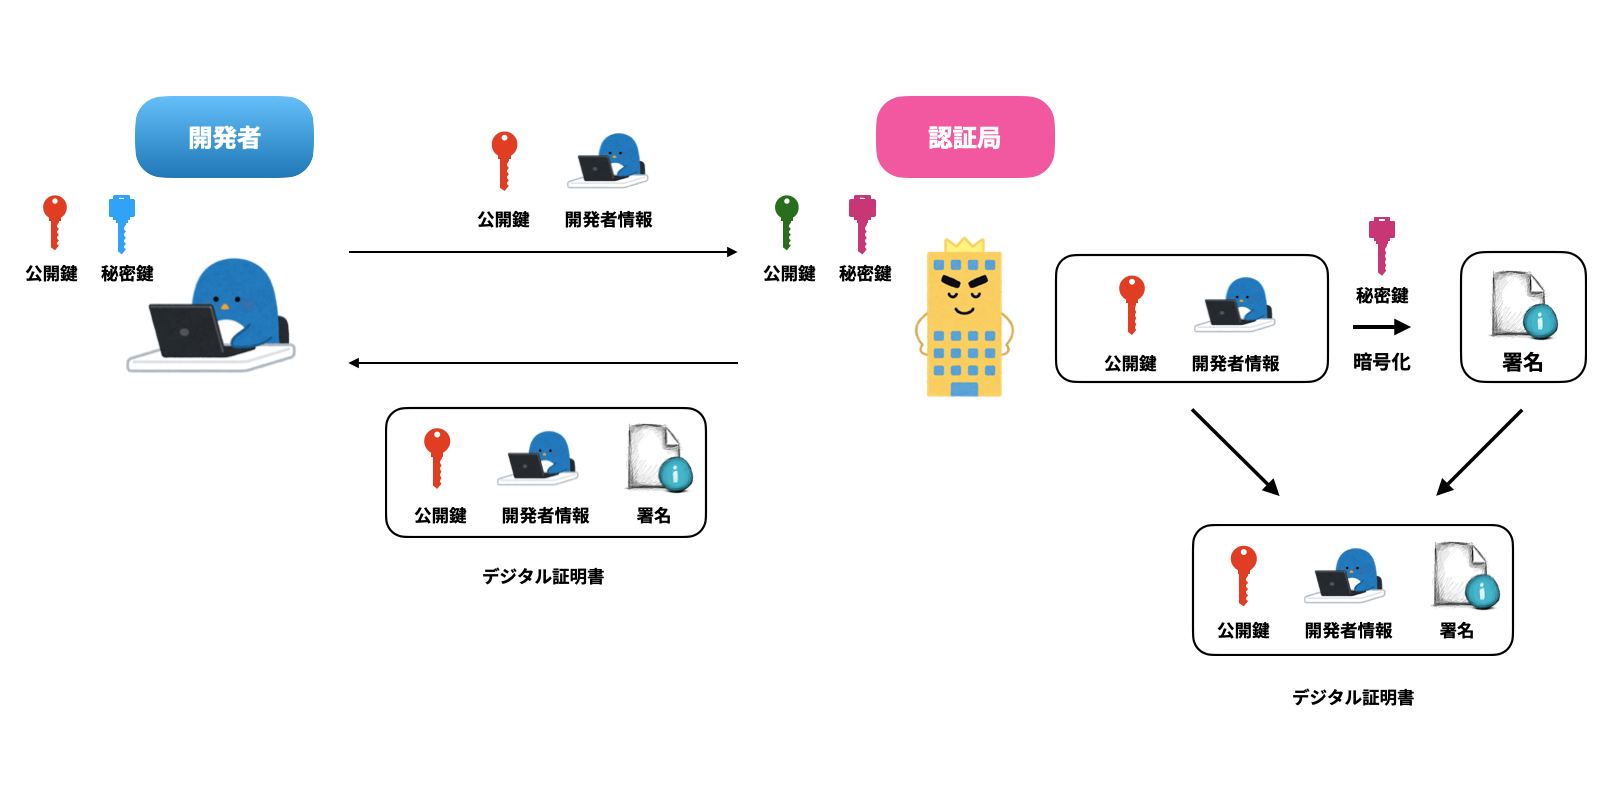 開発者
認証局
公開鍵
秘密鍵
公開鍵
開発者情報
公開鍵
秘密鍵
公開鍵
開発者情報
秘密鍵
暗号化
署名
公開鍵
開発者情報
署名
デジタル証明書
公開鍵
開発者情報
署名
デジタル証明書